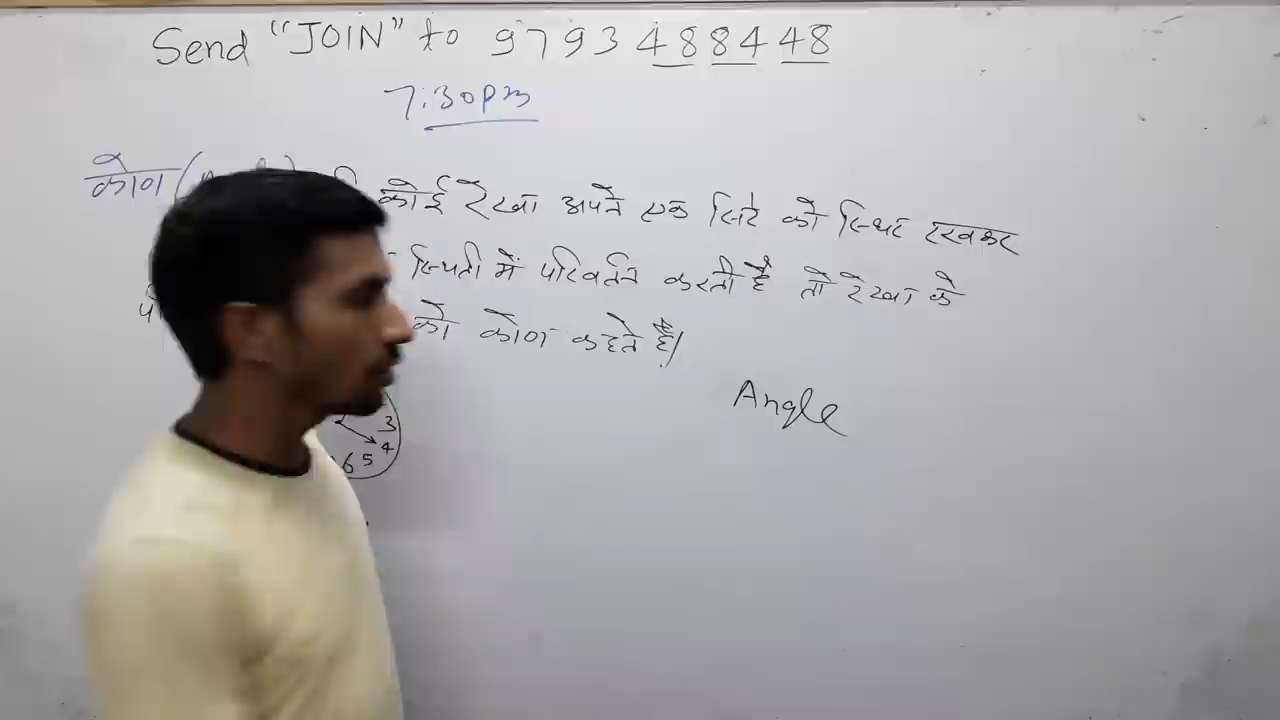 Send "JOIN" to 9793488448
7.30pm
कोण ( कोई रेखा अपने एक सिरे को स्थिर रखकर
स्थिती में परिवर्तन करती है तो रेखा के
को कोण कहते हैं।
Angle
3
4
5
6